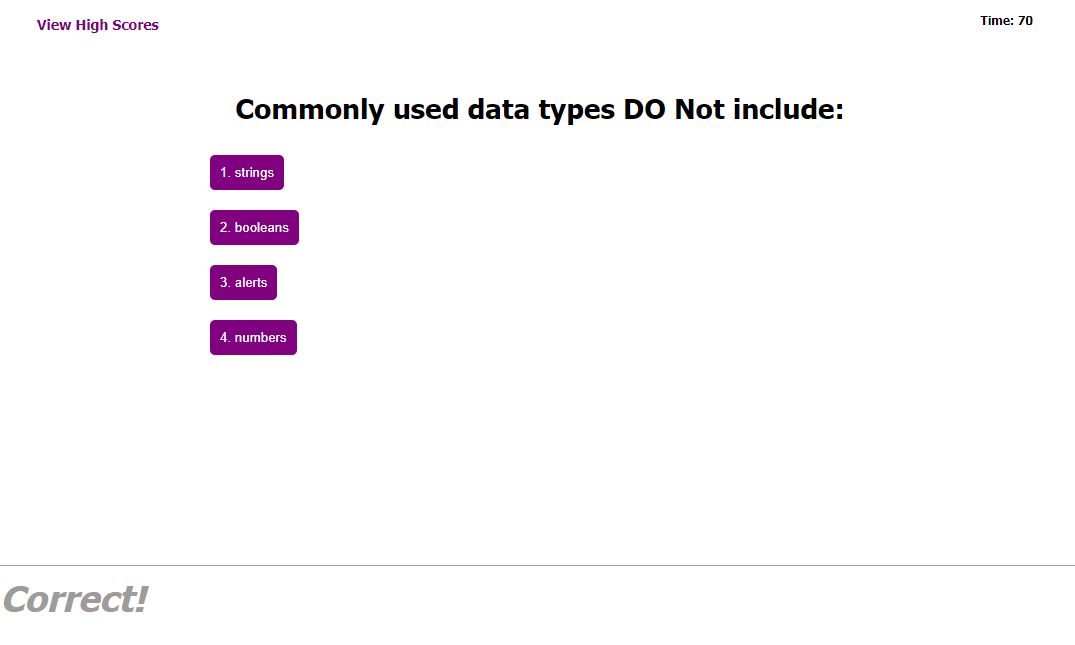 View High Scores
Time: 70
Commonly used data types DO Not include:
1. strings
2. booleans
3. alerts
4. numbers
Correct!